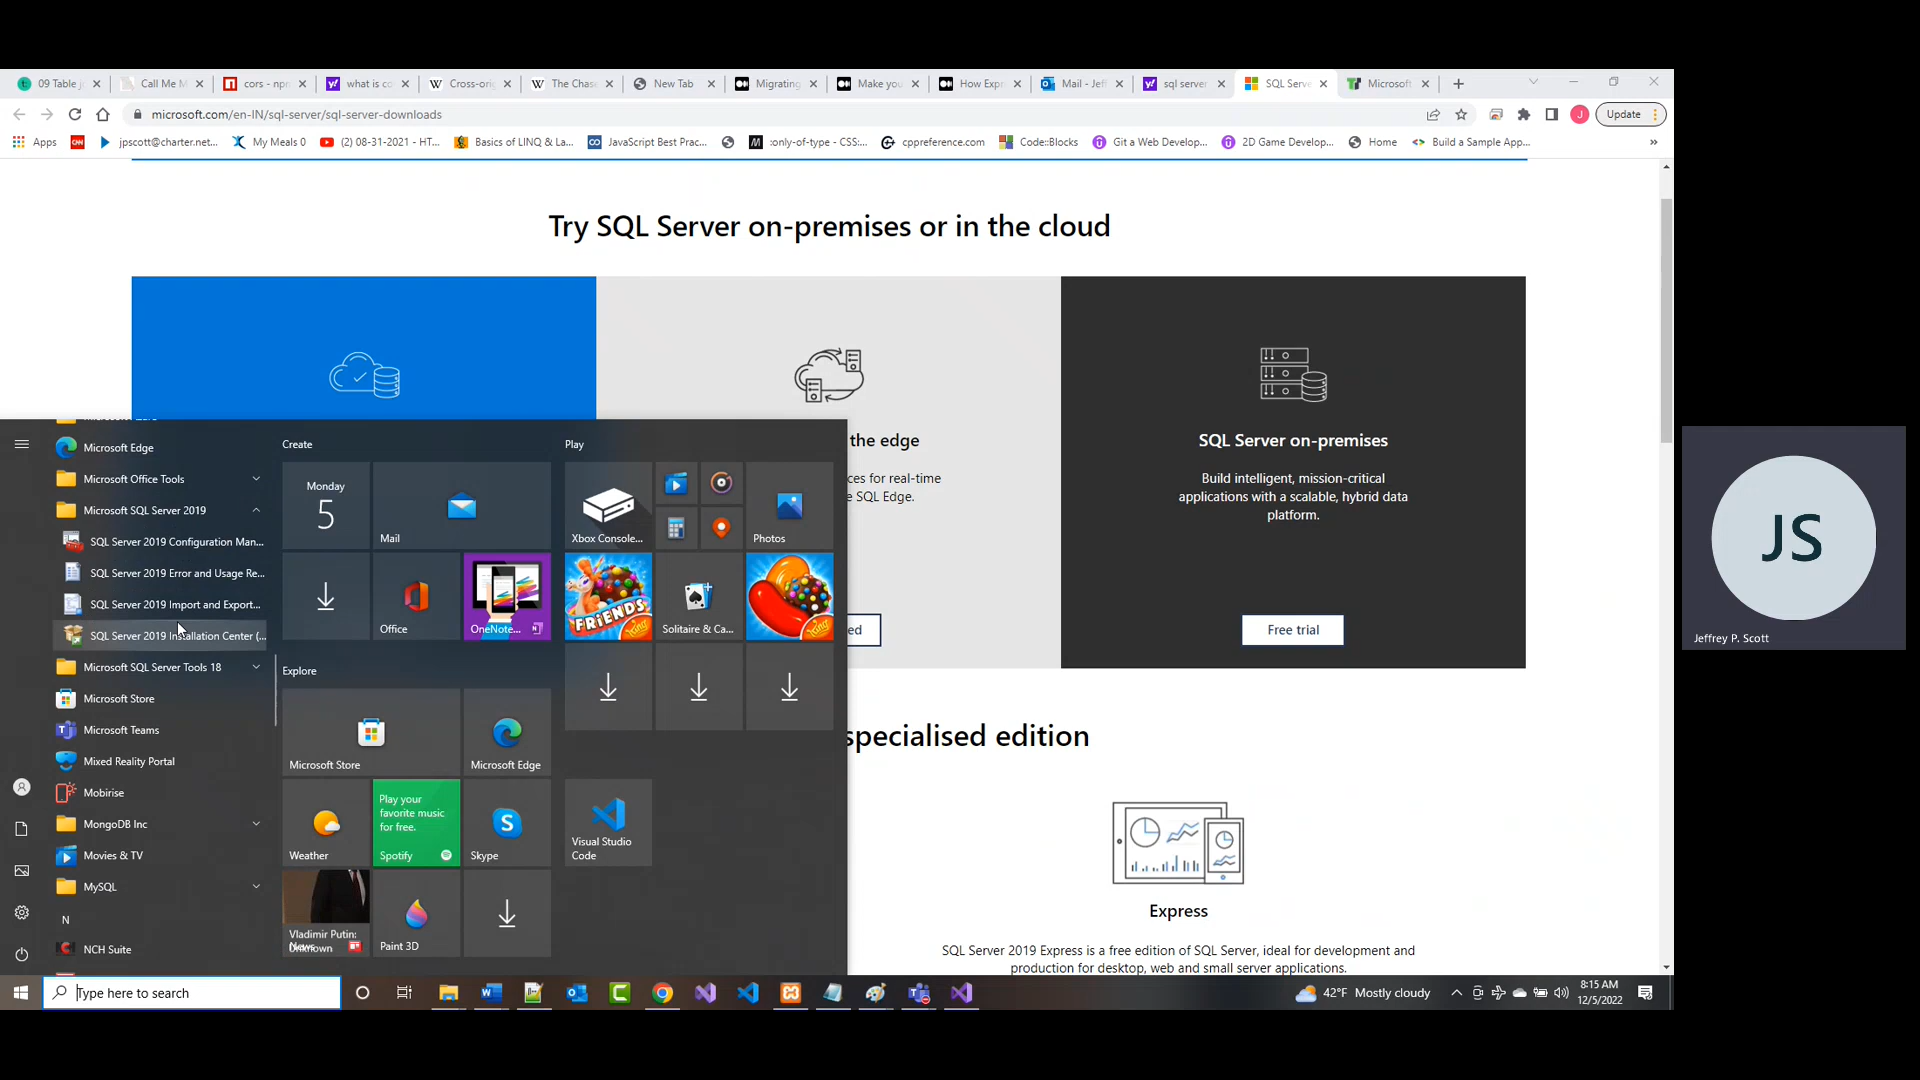 09 Table j
Call Me M
cors - npm
what is co
Cross-orig
The Chase
New Tab
Migrating
Make you
How Expr
Mail - Jeff
sql server
SQL Serve
Microsoft
microsoft.com/en-IN/sql-server/sql-server-downloads
Update
Apps
CNN
jpscott@charter.net...
My Meals 0
(2) 08-31-2021 - HT...
Basics of LINQ & La...
JavaScript Best Prac...
:only-of-type - CSS:...
cppreference.com
Code::Blocks
Git a Web Develop...
2D Game Develop...
Home
Build a Sample App...
»
Try SQL Server on-premises or in the cloud
the edge
ces for real-time
e SQL Edge.
ed
SQL Server on-premises
Build intelligent, mission-critical
applications with a scalable, hybrid data
platform.
Free trial
specialised edition
Express
SQL Server 2019 Express is a free edition of SQL Server, ideal for development and
production for desktop, web and small server applications.
Microsoft Edge
Microsoft Office Tools
Microsoft SQL Server 2019
SQL Server 2019 Configuration Man...
SQL Server 2019 Error and Usage Re...
SQL Server 2019 Import and Export...
SQL Server 2019 Installation Center (...
Microsoft SQL Server Tools 18
Microsoft Store
Microsoft Teams
Mixed Reality Portal
Mobirise
MongoDB Inc
Movies & TV
MySQL
N
NCH Suite
Create
Monday
5
Mail
Office
OneNote...
Explore
Microsoft Store
Microsoft Edge
Weather
Play your
favorite music
for free.
Spotify
Skype
Vladimir Putin:
Paint 3D
Play
Xbox Console...
Photos
FRIENDS
King
Solitaire & Ca...
King
Visual Studio
Code
Type here to search
42°F Mostly cloudy
8:15 AM
12/5/2022
JS
Jeffrey P. Scott